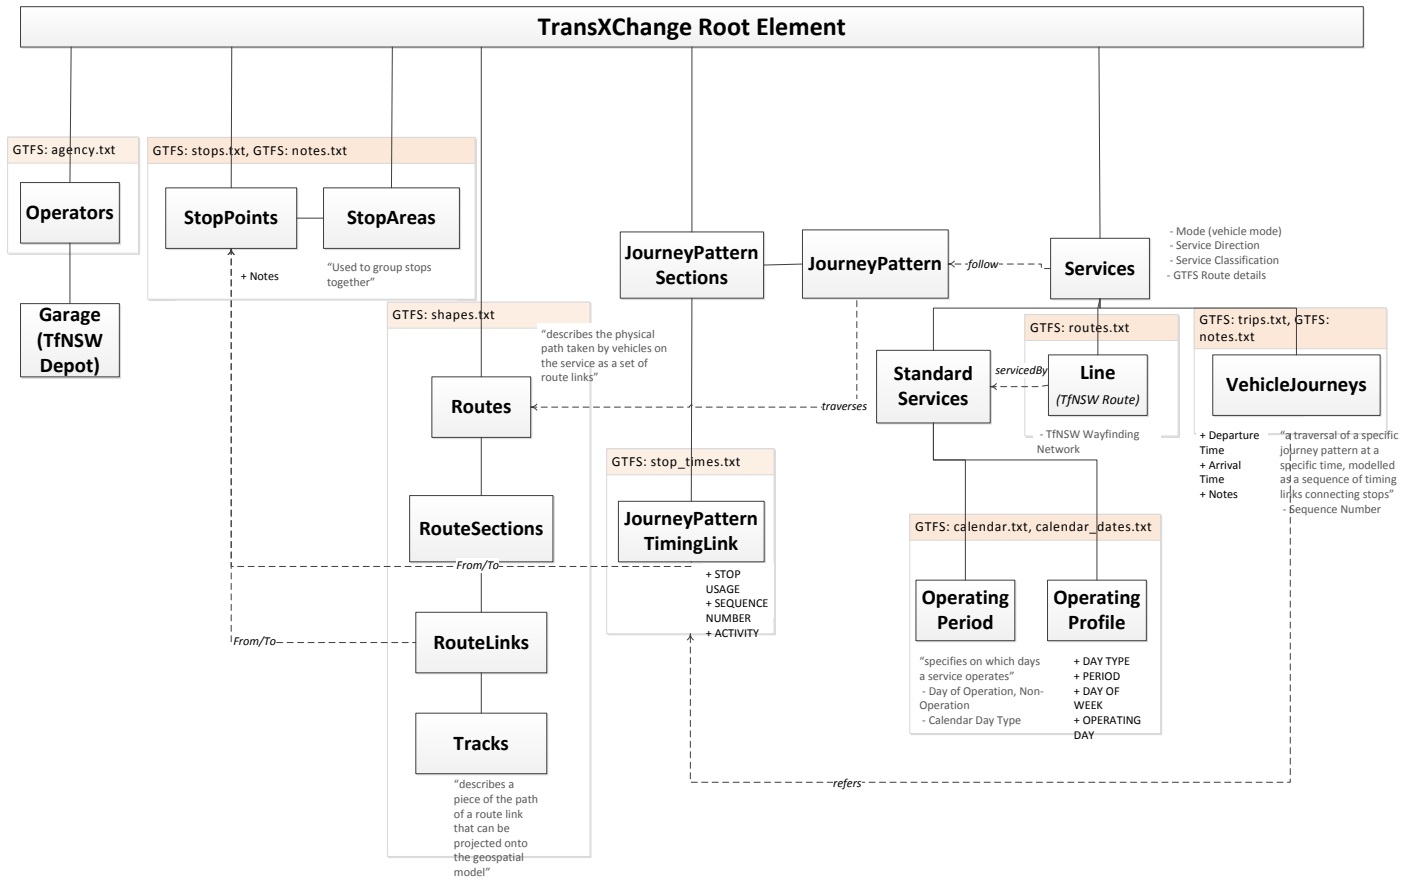 TransXChange Root Element
GTFS: agency.txt
Operators
Garage
(TfNSW
Depot)
GTFS: stops.txt, GTFS: notes.txt
StopPoints
StopAreas
+ Notes
“Used to group stops
together”
GTFS: shapes.txt
“describes the physical
path taken by vehicles on
the service as a set of
route links”
Routes
RouteSections
From/To
RouteLinks
From/To
Tracks
“describes a
piece of the path
of a route link
that can be
projected onto
the geospatial
model”
JourneyPattern
Sections
JourneyPattern
follow
traverses
GTFS: stop_times.txt
JourneyPattern
TimingLink
+ STOP
USAGE
+ SEQUENCE
NUMBER
+ ACTIVITY
Services
- Mode (vehicle mode)
- Service Direction
- Service Classification
- GTFS Route details
Standard
Services
servicedBy
GTFS: routes.txt
Line
(TfNSW Route)
- TfNSW Wayfinding
Network
GTFS: trips.txt, GTFS:
notes.txt
VehicleJourneys
+ Departure
Time
+ Arrival
Time
+ Notes
“a traversal of a specific
journey pattern at a
specific time, modelled
as a sequence of timing
links connecting stops”
- Sequence Number
GTFS: calendar.txt, calendar_dates.txt
Operating
Period
Operating
Profile
“specifies on which days
a service operates”
- Day of Operation, Non-
Operation
- Calendar Day Type
+ DAY TYPE
+ PERIOD
+ DAY OF
WEEK
+ OPERATING
DAY
refers